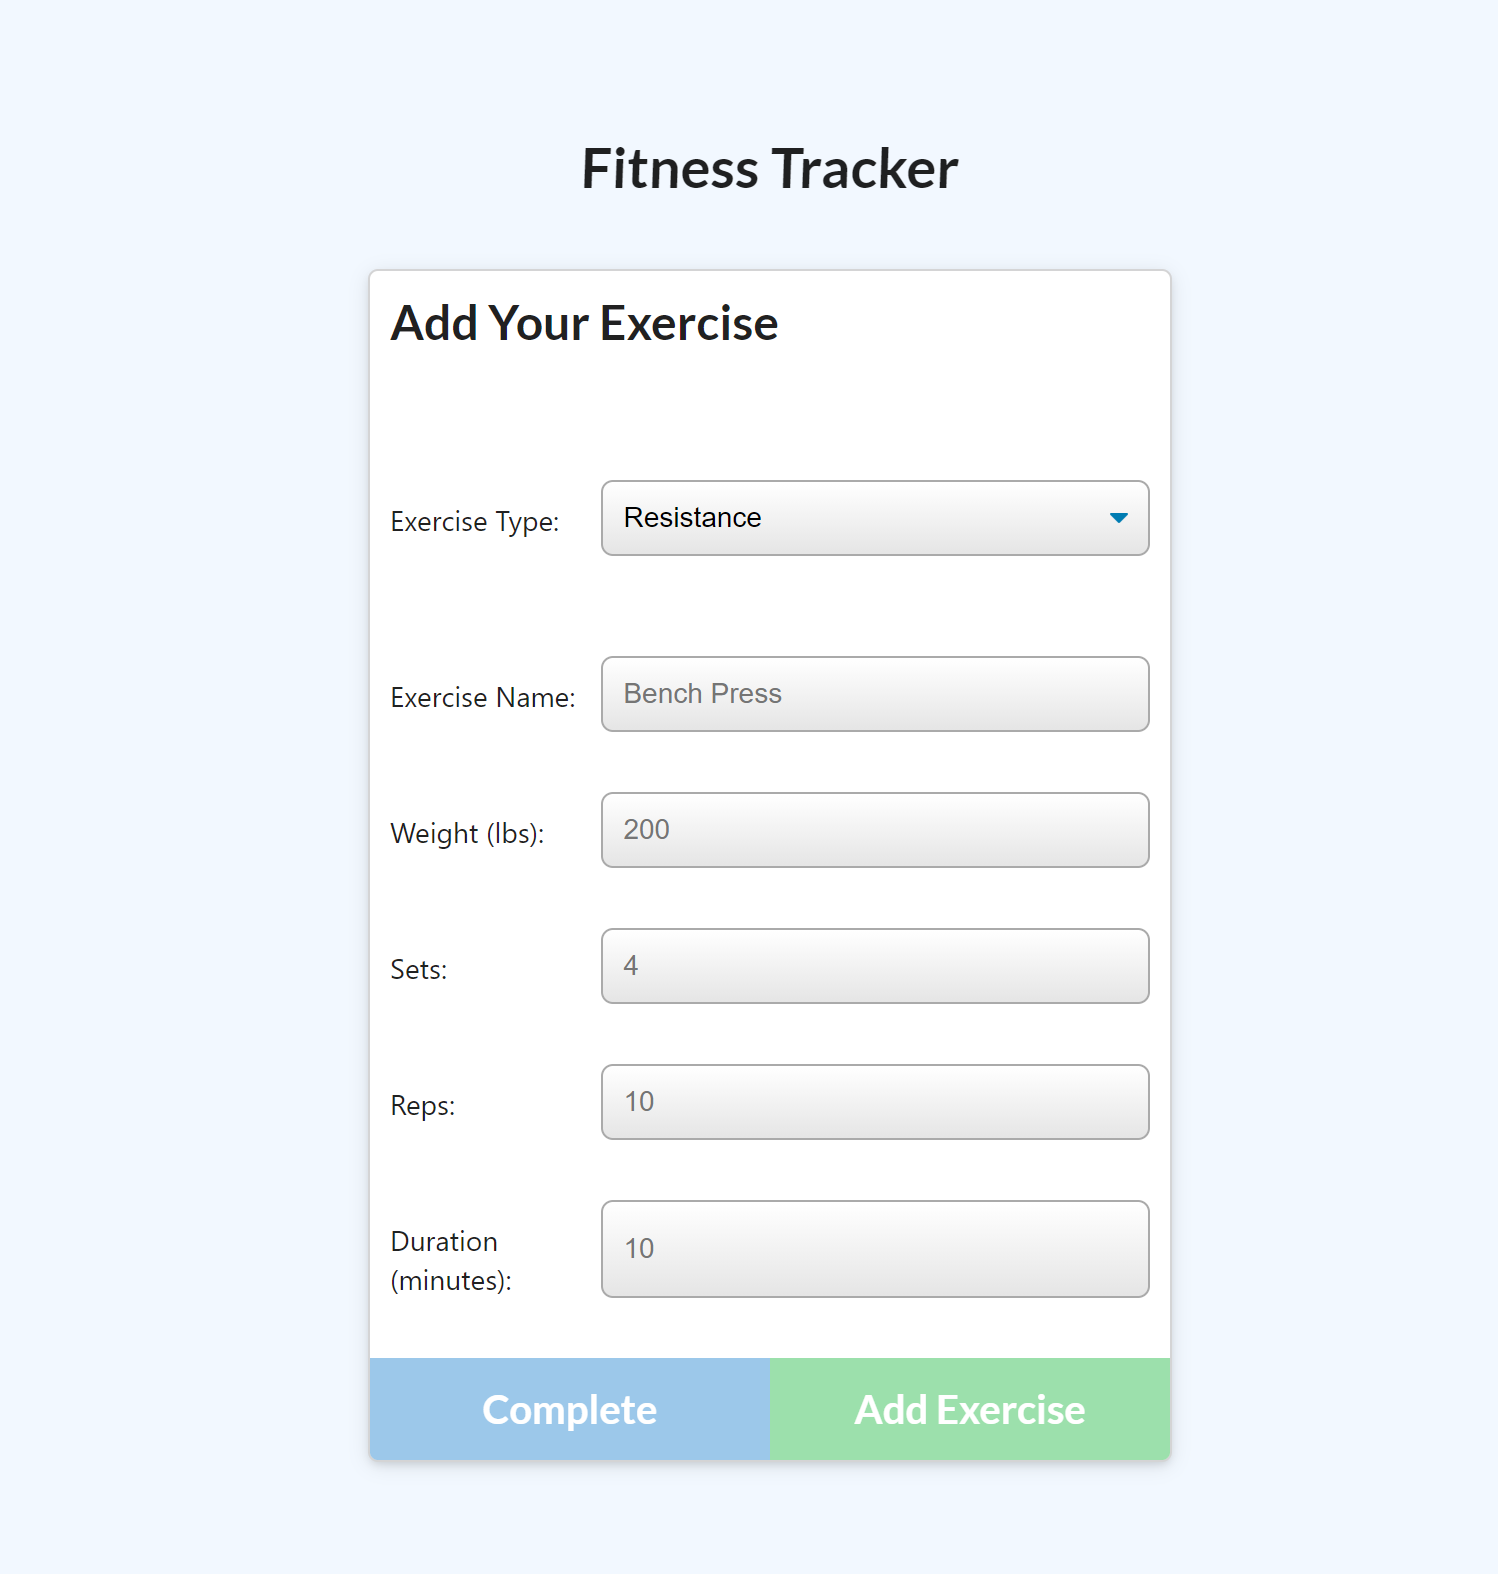 Fitness Tracker
Add Your Exercise
Exercise Type: Resistance
Exercise Name: Bench Press
Weight (lbs): 200
Sets: 4
Reps: 10
Duration
(minutes): 10
Complete Add Exercise